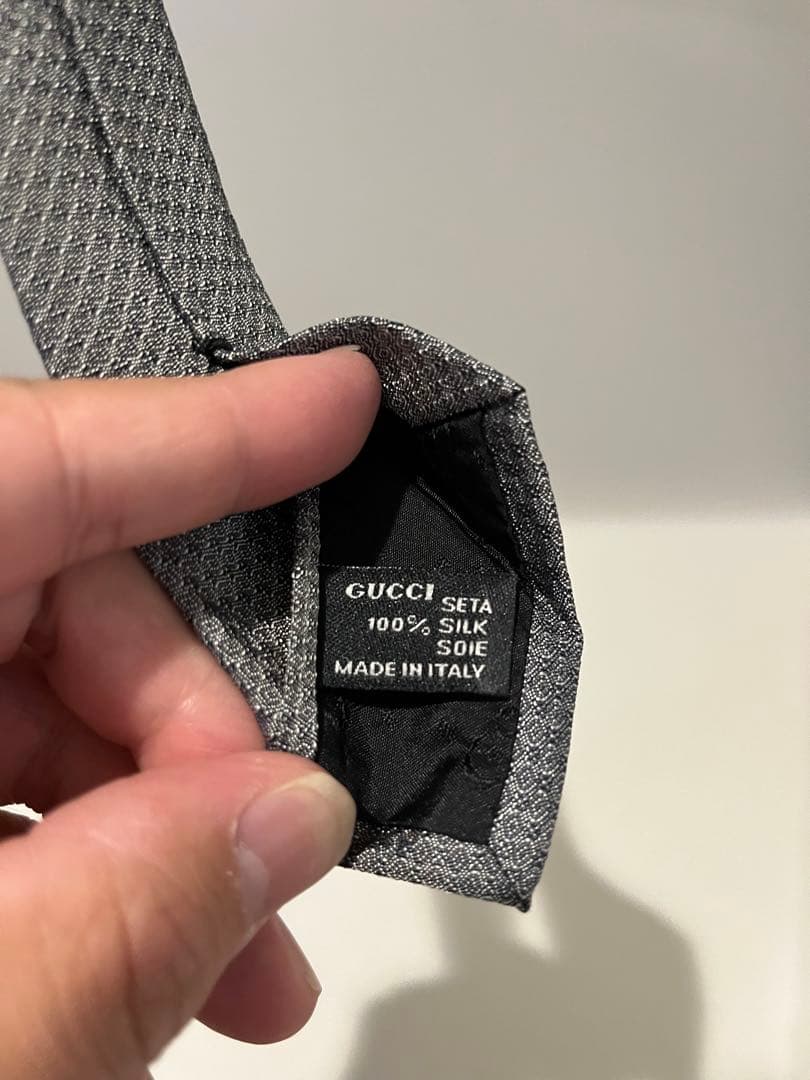 GUCCI SETA
100% SILK
SOIE
MADE IN ITALY